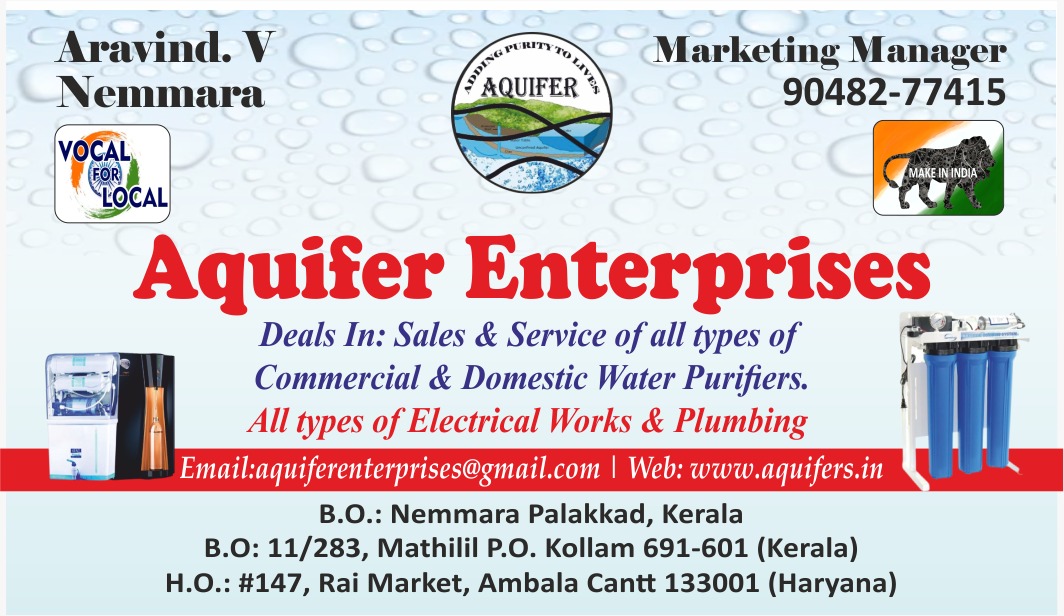 Aravind. V
Nemmara
Marketing Manager
90482-77415
ADDING PURITY TO LIVES
AQUIFER
VOCAL
FOR
LOCAL
MAKE IN INDIA
Aquifer Enterprises
Deals In: Sales & Service of all types of
Commercial & Domestic Water Purifiers.
All types of Electrical Works & Plumbing
Email:aquiferenterprises@gmail.com | Web: www.aquifers.in
B.O.: Nemmara Palakkad, Kerala
B.O: 11/283, Mathilil P.O. Kollam 691-601 (Kerala)
H.O.: #147, Rai Market, Ambala Cantt 133001 (Haryana)